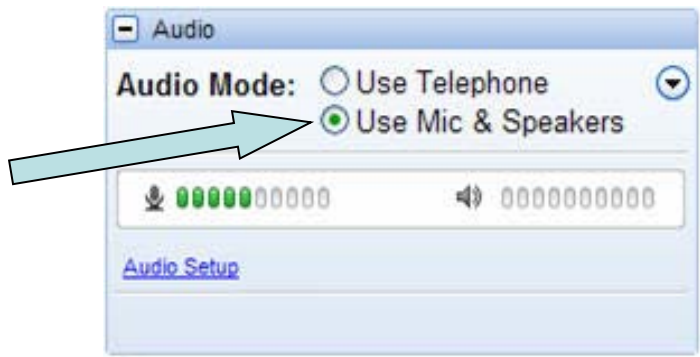 Audio
Audio Mode: Use Telephone
Use Mic & Speakers
Audio Setup